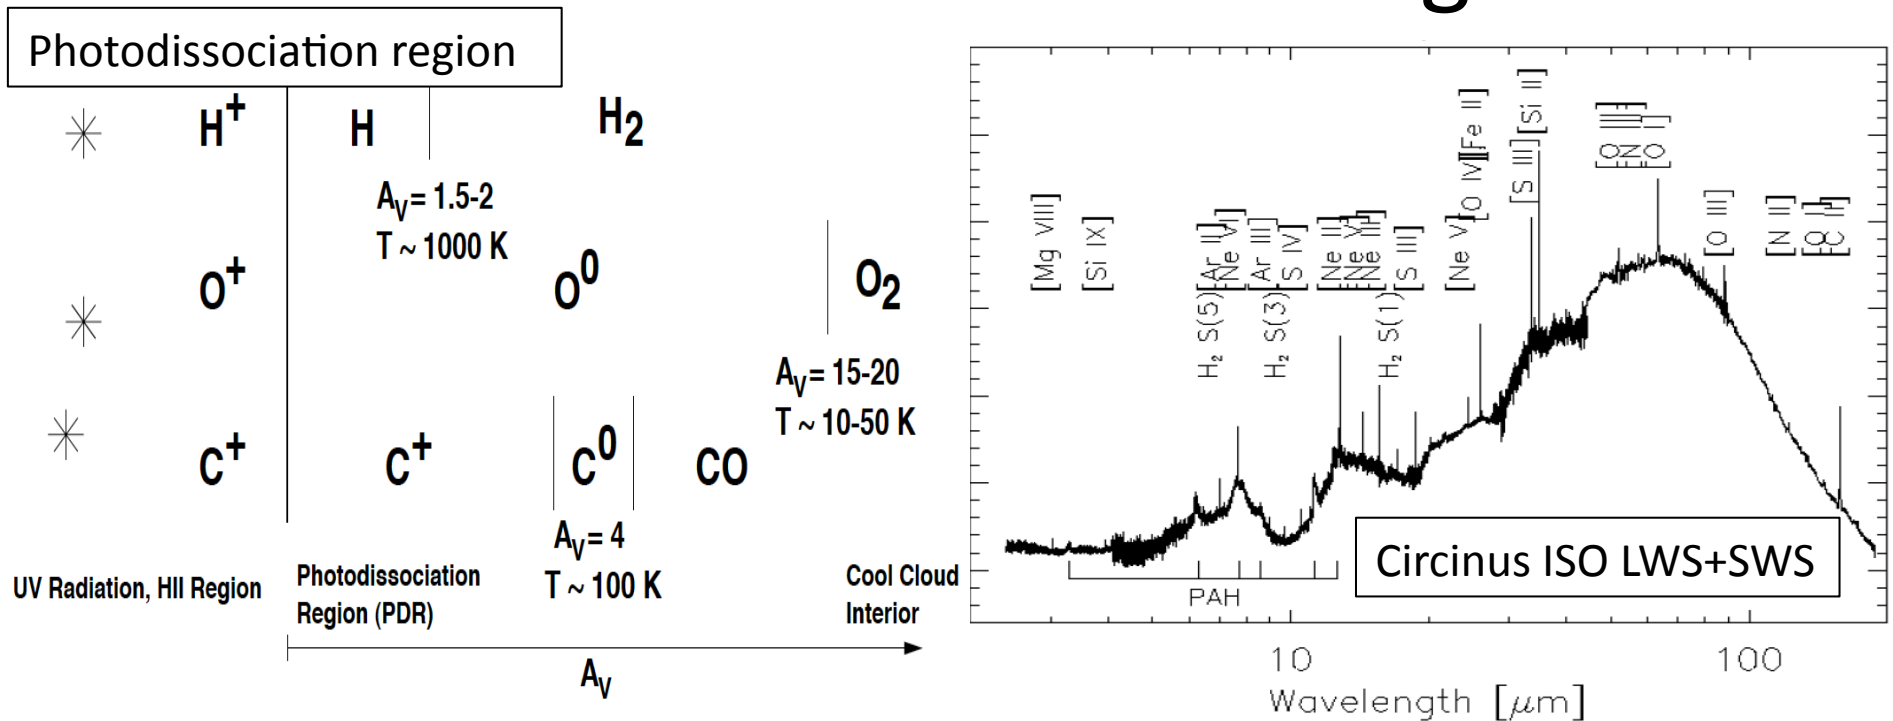 g
Photodissociation region
H+ H H2
AV = 1.5-2
T ~ 1000 K
O+ O0 O2
AV = 15-20
T ~ 10-50 K
C+ C+ C0 CO
AV = 4
T ~ 100 K
UV Radiation, HII Region
Photodissociation
Region (PDR)
Cool Cloud
Interior
AV
[Mg VIII]
[Si IX]
H2 S(5)
[Ar II]
[Ne VI]
H2 S(3)
[Ar III]
[S IV]
[Ne II]
[Ne V]
[Ne III]
H2 S(1)
[S III]
[Ne V]
[O IV]
[Fe II]
[S III]
[Si II]
[O III]
[N III]
[O I]
[O III]
[N II]
[O I]
[C II]
PAH
Circinus ISO LWS+SWS
10 100
Wavelength [μm]